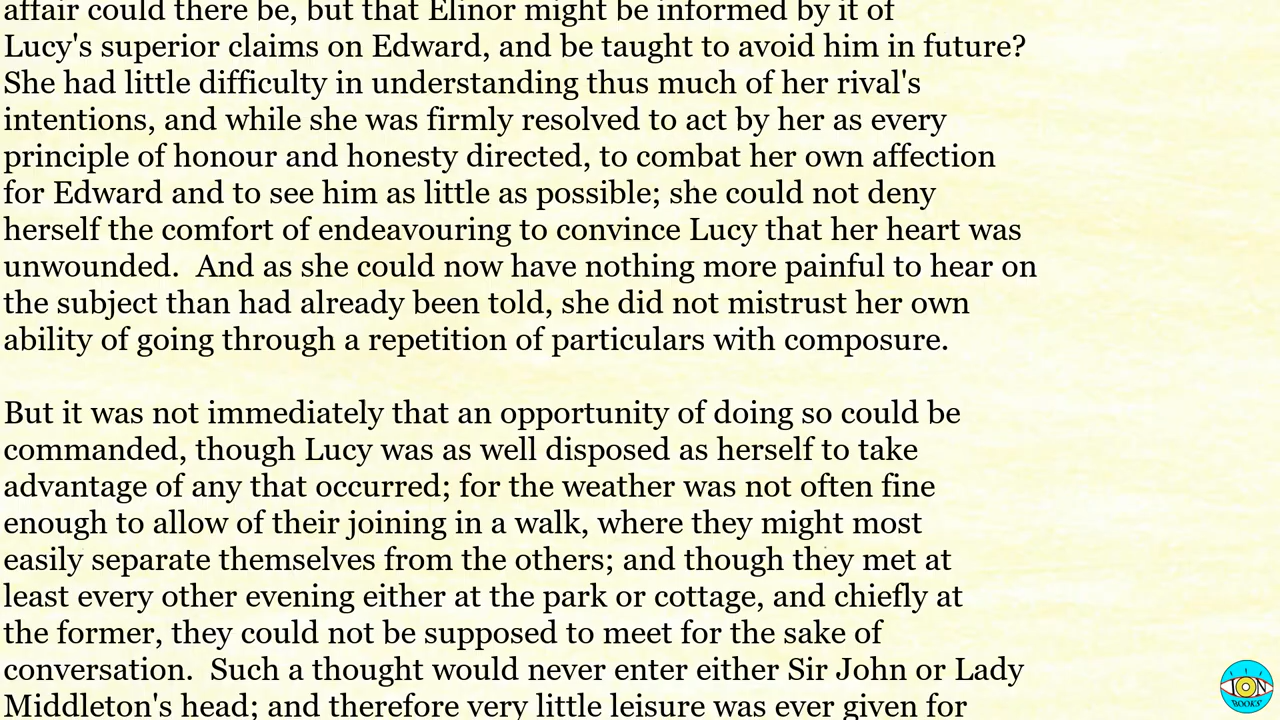 affair could there be, but that Elinor might be informed by it of
Lucy's superior claims on Edward, and be taught to avoid him in future?
She had little difficulty in understanding thus much of her rival's
intentions, and while she was firmly resolved to act by her as every
principle of honour and honesty directed, to combat her own affection
for Edward and to see him as little as possible; she could not deny
herself the comfort of endeavouring to convince Lucy that her heart was
unwounded.  And as she could now have nothing more painful to hear on
the subject than had already been told, she did not mistrust her own
ability of going through a repetition of particulars with composure.

But it was not immediately that an opportunity of doing so could be
commanded, though Lucy was as well disposed as herself to take
advantage of any that occurred; for the weather was not often fine
enough to allow of their joining in a walk, where they might most
easily separate themselves from the others; and though they met at
least every other evening either at the park or cottage, and chiefly at
the former, they could not be supposed to meet for the sake of
conversation.  Such a thought would never enter either Sir John or Lady
Middleton's head; and therefore very little leisure was ever given for
ION
BOOKS